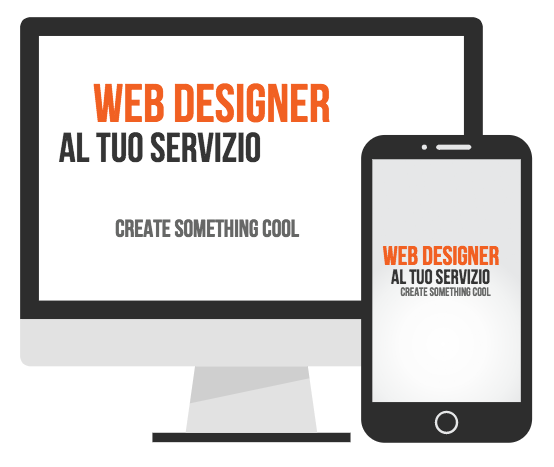 WEB DESIGNER
AL TUO SERVIZIO
CREATE SOMETHING COOL
WEB DESIGNER
AL TUO SERVIZIO
CREATE SOMETHING COOL